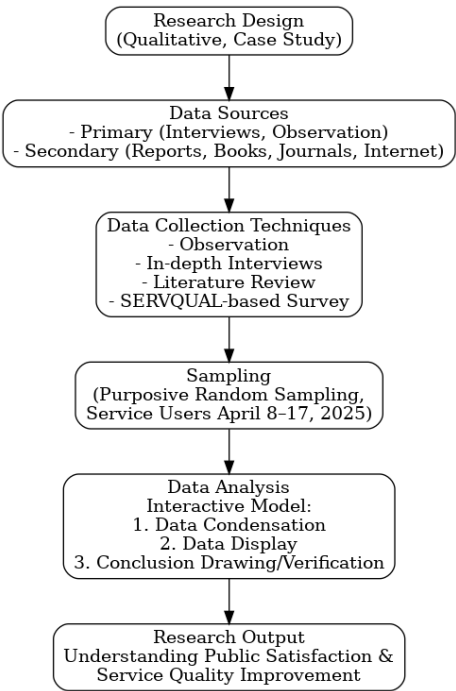 Research Design
(Qualitative, Case Study)
Data Sources
- Primary (Interviews, Observation)
- Secondary (Reports, Books, Journals, Internet)
Data Collection Techniques
- Observation
- In-depth Interviews
- Literature Review
- SERVQUAL-based Survey
Sampling
(Purposive Random Sampling,
Service Users April 8–17, 2025)
Data Analysis
Interactive Model:
1. Data Condensation
2. Data Display
3. Conclusion Drawing/Verification
Research Output
Understanding Public Satisfaction &
Service Quality Improvement